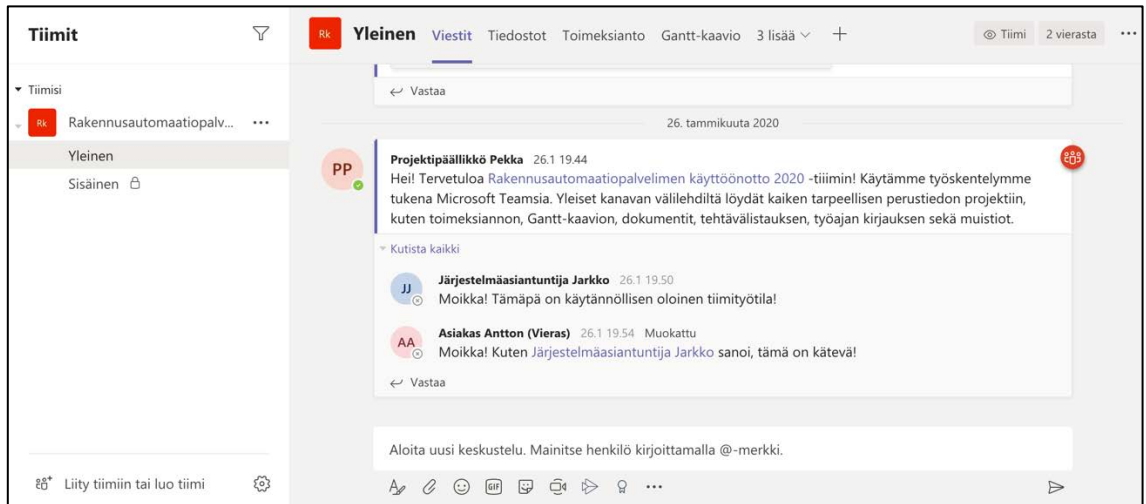 Tiimit
Tiimisi
Rk Rakennusautomaatiopalv... •••
Yleinen
Sisäinen
Liity tiimiin tai luo tiimi
Rk Yleinen Viestit Tiedostot Toimeksianto Gantt-kaavio 3 lisää + Tiimi 2 vierasta •••
Vastaa
26. tammikuuta 2020
PP
Projektipäällikkö Pekka 26.1 19.44
Hei! Tervetuloa Rakennusautomaatiopalvelimen käyttöönotto 2020 -tiiimin! Käytämme työskentelymme
tukena Microsoft Teamsia. Yleiset kanavan välilehdiltä löydät kaiken tarpeellisen perustiedon projektiin,
kuten toimeksiannon, Gantt-kaavion, dokumentit, tehtävälistauksen, työajan kirjauksen sekä muistiot.
Kutista kaikki
JJ
Järjestelmäasiantuntija Jarkko 26.1 19.50
Moikka! Tämäpä on käytännöllisen oloinen tiimityötila!
AA
Asiakas Antton (Vieras) 26.1 19.54 Muokattu
Moikka! Kuten Järjestelmäasiantuntija Jarkko sanoi, tämä on kätevä!
Vastaa
Aloita uusi keskustelu. Mainitse henkilö kirjoittamalla @-merkki.
GIF •••